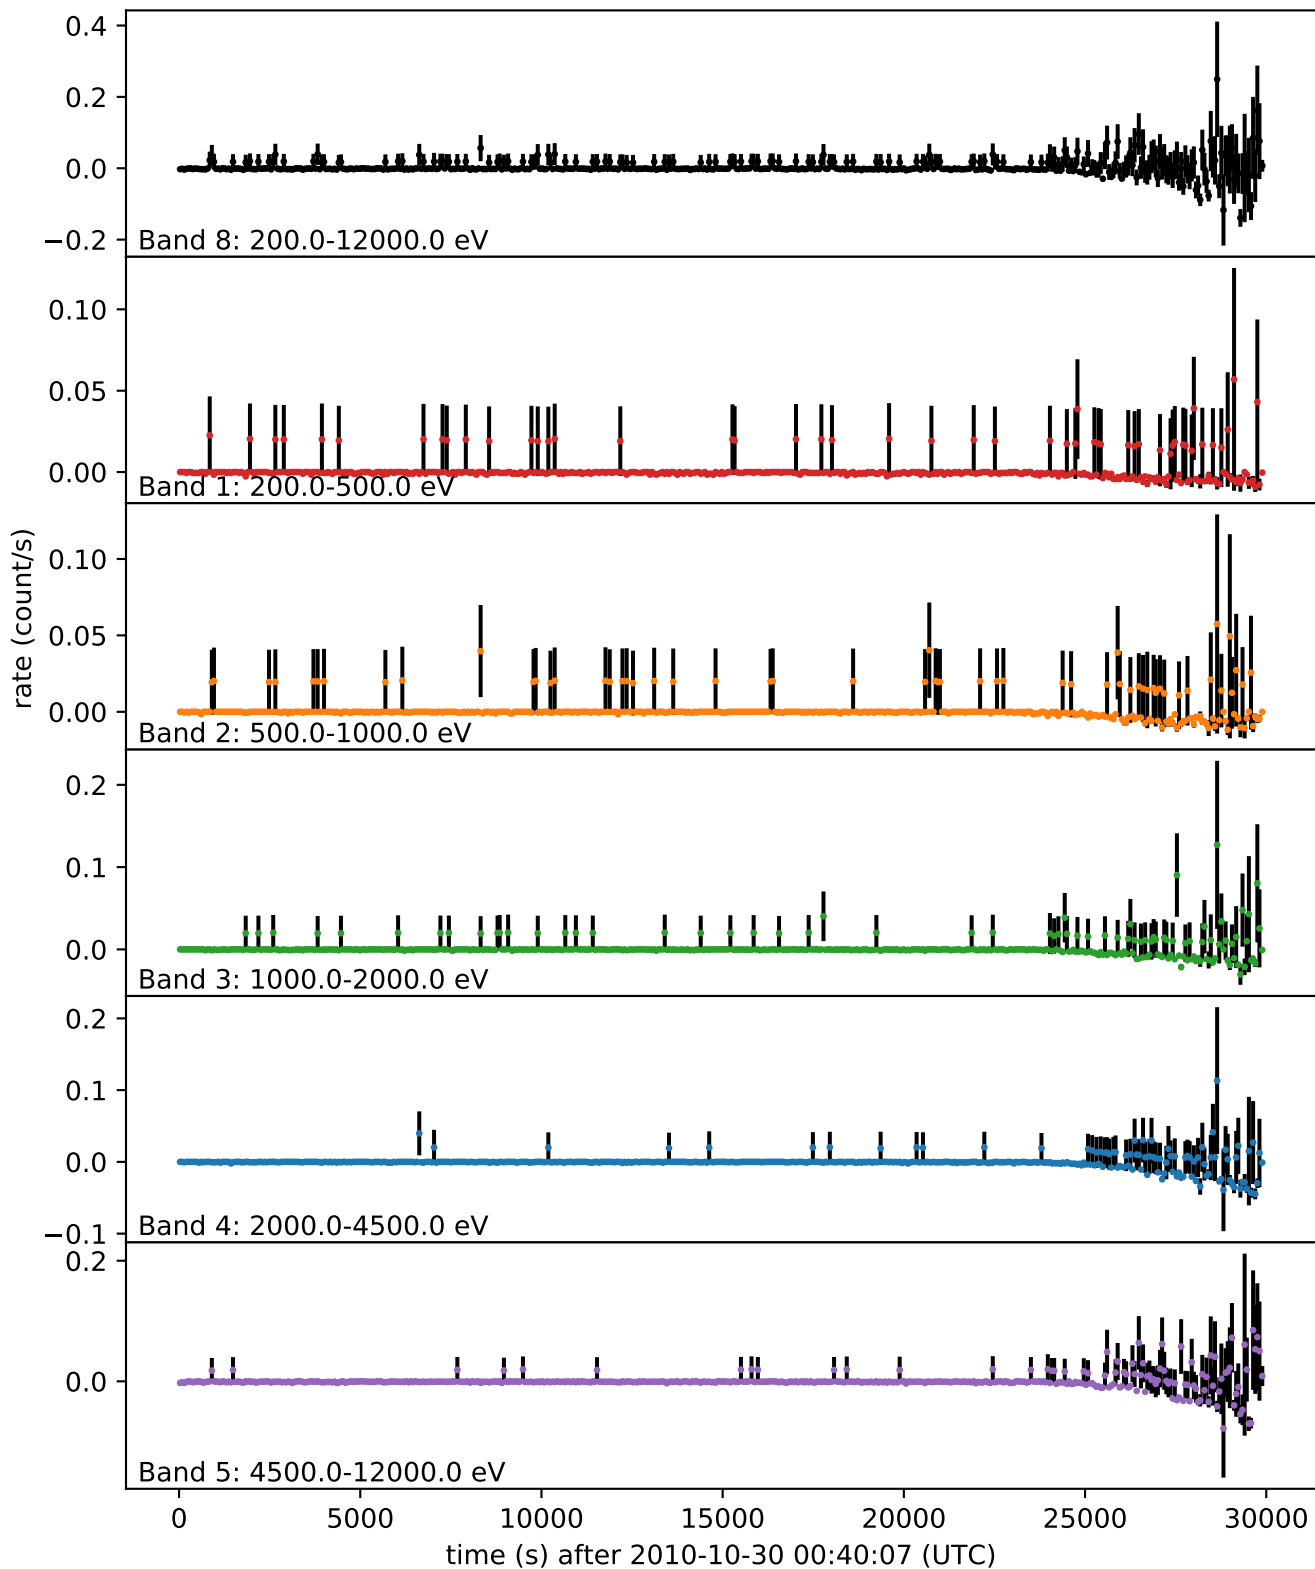 0.4
0.2
0.0
−0.2
Band 8: 200.0-12000.0 eV
0.10
0.05
0.00
Band 1: 200.0-500.0 eV
rate (count/s)
0.10
0.05
0.00
Band 2: 500.0-1000.0 eV
0.2
0.1
0.0
Band 3: 1000.0-2000.0 eV
0.2
0.1
0.0
−0.1
Band 4: 2000.0-4500.0 eV
0.2
0.0
Band 5: 4500.0-12000.0 eV
0 5000 10000 15000 20000 25000 30000
time (s) after 2010-10-30 00:40:07 (UTC)